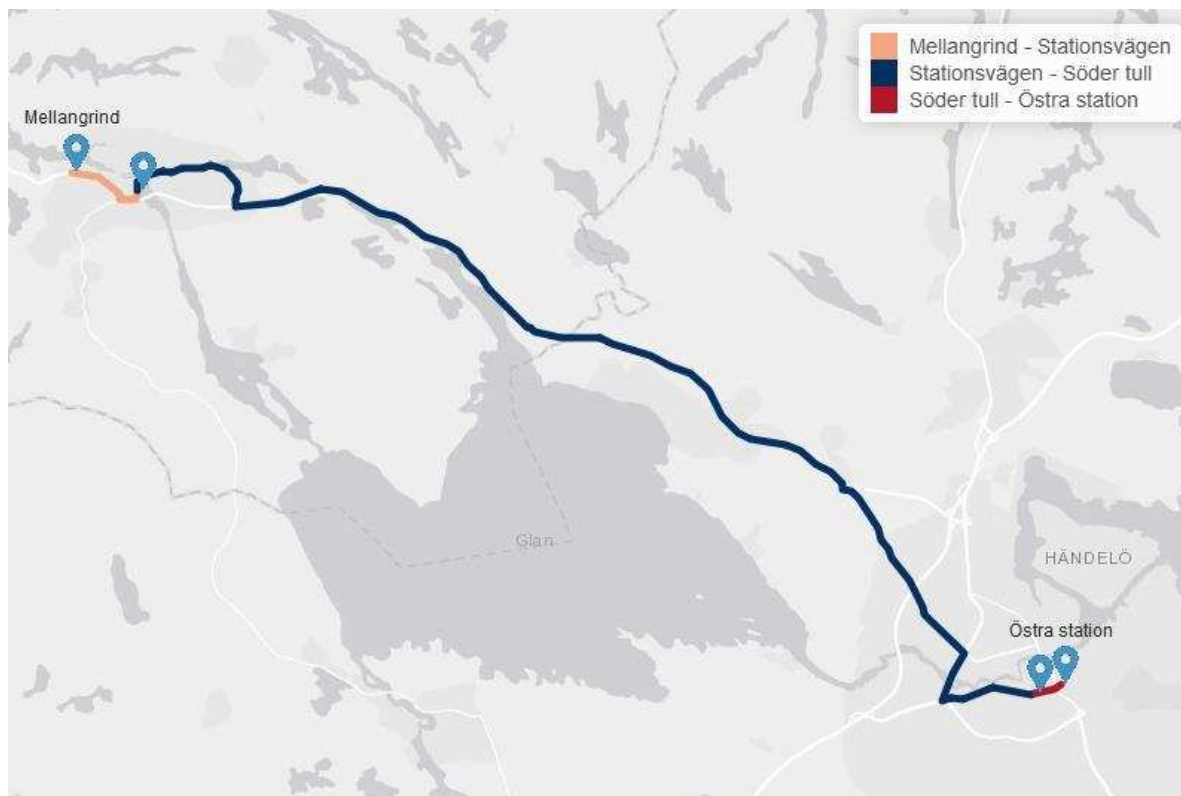 Mellangrind - Stationsvägen
Stationsvägen - Söder tull
Söder tull - Östra station
Mellangrind
Glan
HÄNDELÖ
Östra station